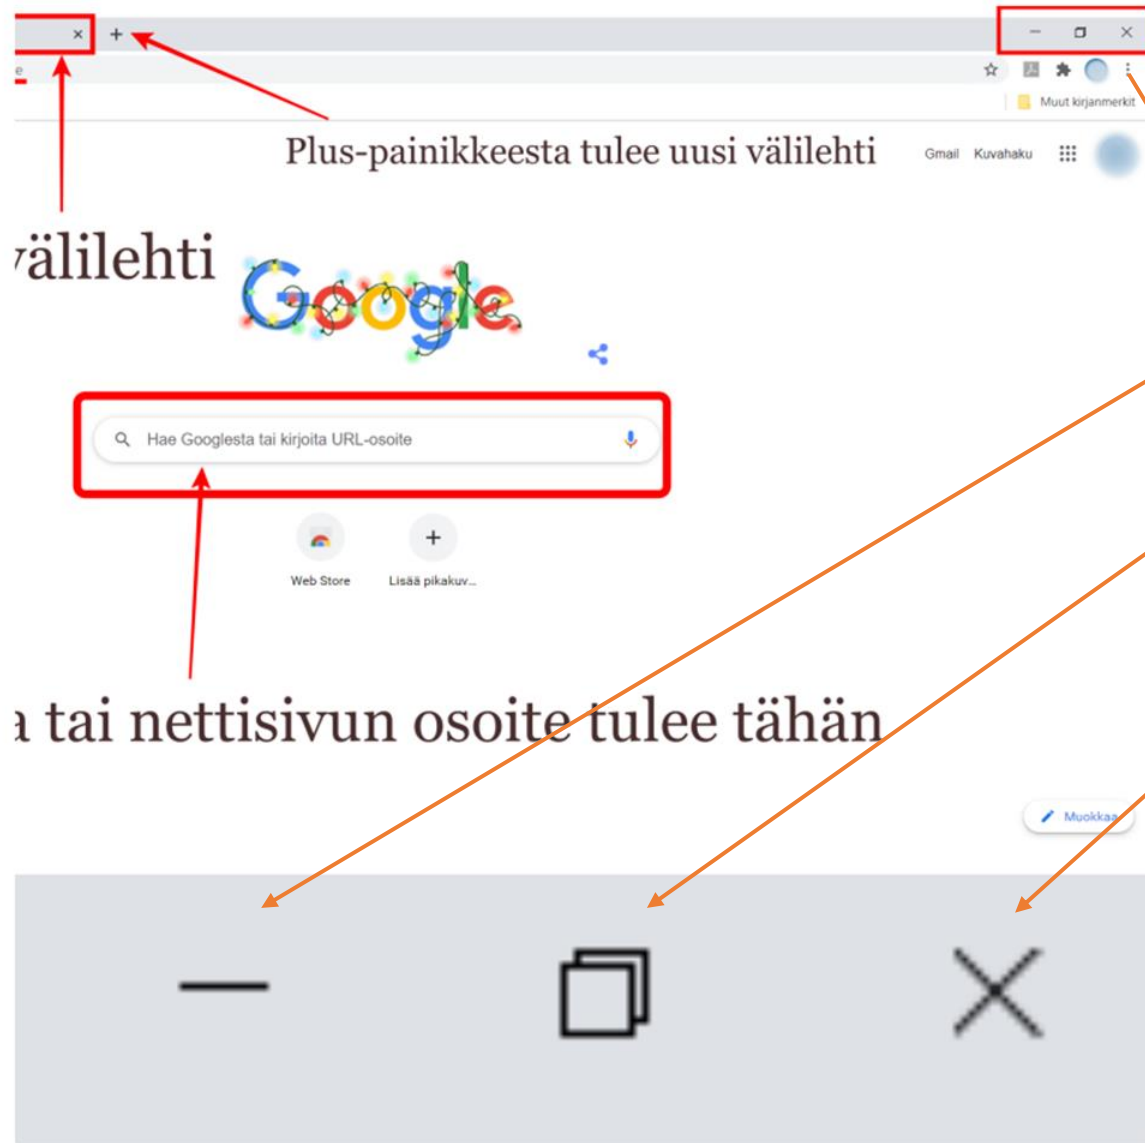 Muut kirjanmerkit
Plus-painikkeesta tulee uusi välilehti
Gmail Kuvahaku
välilehti
Google
Hae Googlesta tai kirjoita URL-osoite
Web Store Lisää pikakuv...
a tai nettisivun osoite tulee tähän
Muokkaa